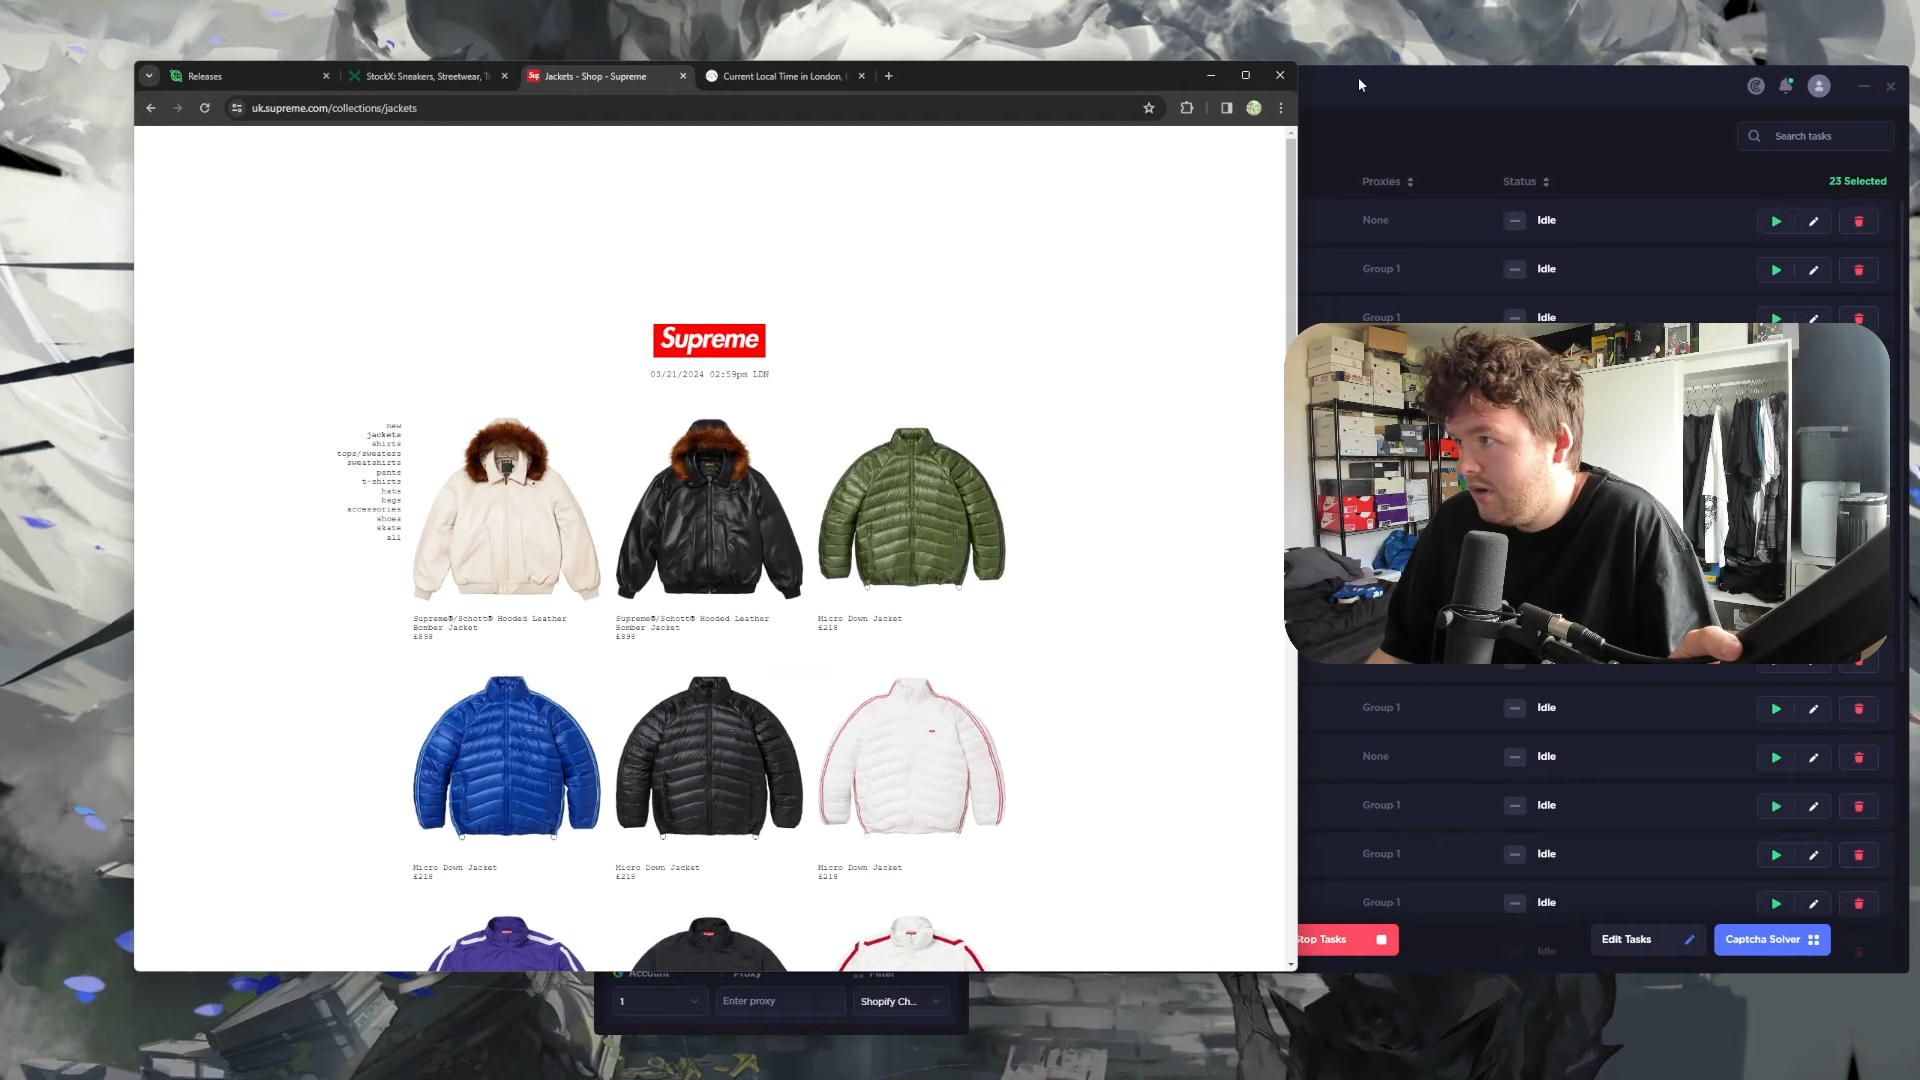 Releases
StockX: Sneakers, Streetwear, T
Jackets - Shop - Supreme
Current Local Time in London,
uk.supreme.com/collections/jackets
Supreme
03/21/2024 02:59pm LDN
new
jackets
shirts
tops/sweaters
sweatshirts
pants
t-shirts
hats
bags
accessories
shoes
skate
all
Supreme®/Schott® Hooded Leather
Bomber Jacket
£898
Supreme®/Schott® Hooded Leather
Bomber Jacket
£898
Micro Down Jacket
£218
Micro Down Jacket
£218
Micro Down Jacket
£218
Micro Down Jacket
£218
Search tasks
Proxies
Status
23 Selected
None
Idle
Group 1
Idle
Group 1
Idle
Group 1
Idle
None
Idle
Group 1
Idle
Group 1
Idle
Group 1
Idle
Idle
Stop Tasks
Edit Tasks
Captcha Solver
Account
Proxy
Filter
1
Enter proxy
Shopify Ch...